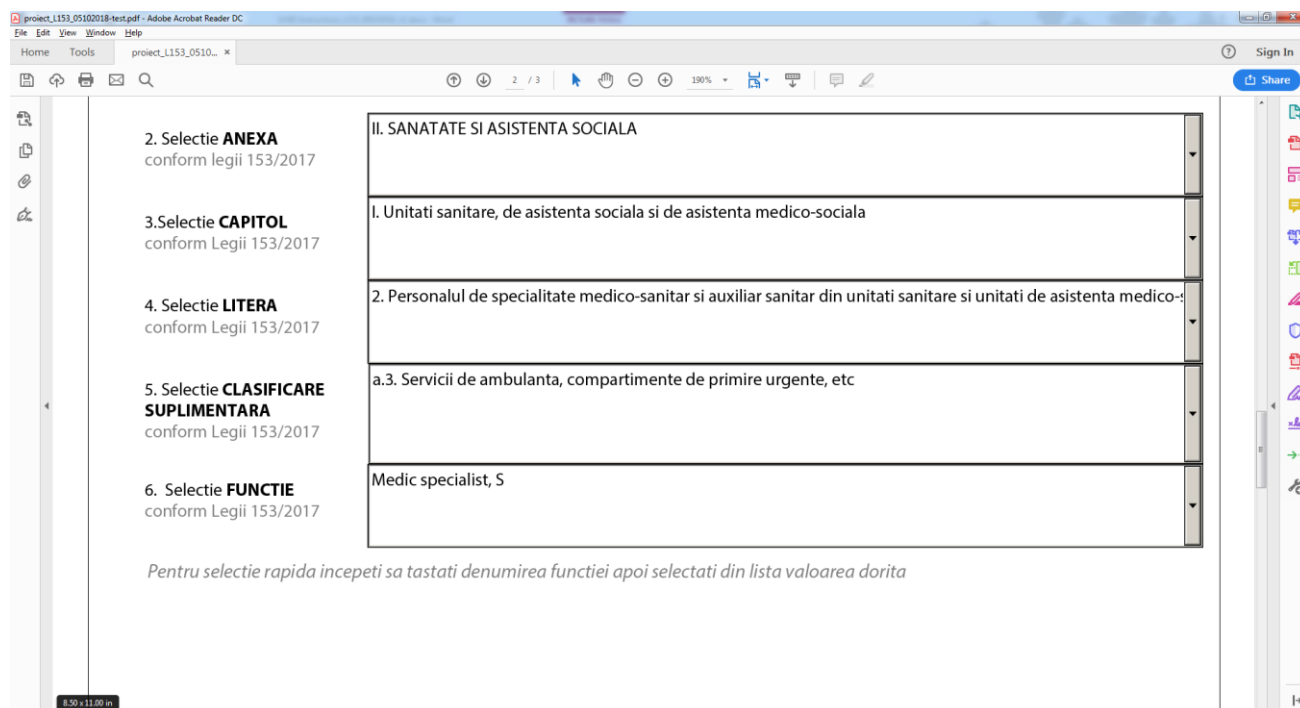 proiect_L153_05102018-test.pdf - Adobe Acrobat Reader DC
File Edit View Window Help
Home Tools proiect_L153_0510... × ? Sign In
2 / 3 190% Share
2. Selectie ANEXA
conform legii 153/2017
II. SANATATE SI ASISTENTA SOCIALA
3.Selectie CAPITOL
conform Legii 153/2017
I. Unitati sanitare, de asistenta sociala si de asistenta medico-sociala
4. Selectie LITERA
conform Legii 153/2017
2. Personalul de specialitate medico-sanitar si auxiliar sanitar din unitati sanitare si unitati de asistenta medico-s
5. Selectie CLASIFICARE
SUPLIMENTARA
conform Legii 153/2017
a.3. Servicii de ambulanta, compartimente de primire urgente, etc
6. Selectie FUNCTIE
conform Legii 153/2017
Medic specialist, S
Pentru selectie rapida incepeti sa tastati denumirea functiei apoi selectati din lista valoarea dorita
8.50 x 11.00 in